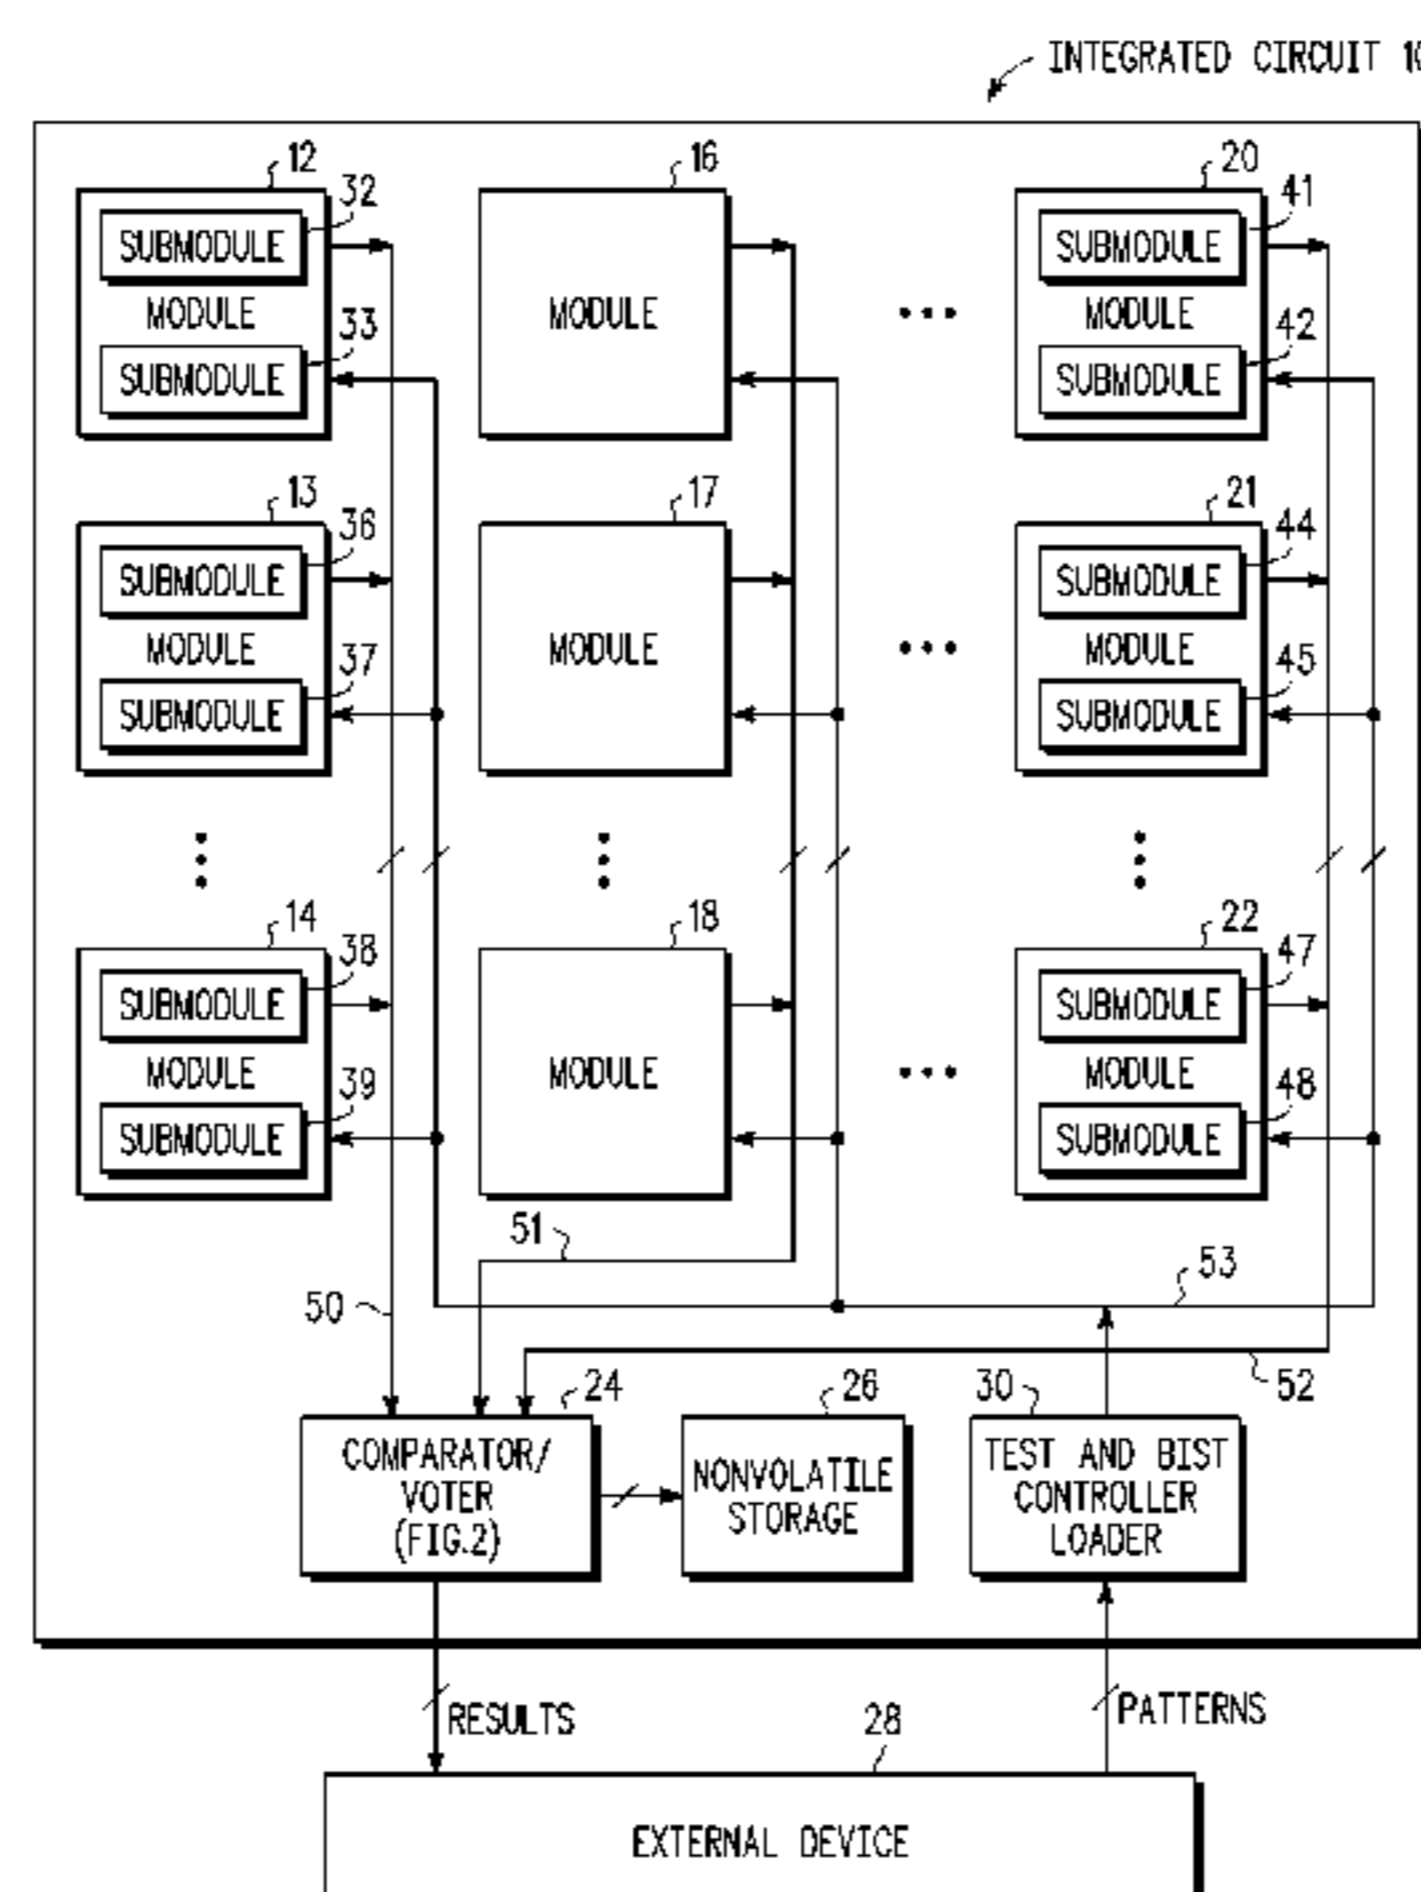 INTEGRATED CIRCUIT 10
12
16
20
32
41
SUBMODULE
SUBMODULE
MODULE
MODULE
MODULE
33
42
SUBMODULE
SUBMODULE
13
17
21
36
44
SUBMODULE
SUBMODULE
MODULE
MODULE
MODULE
37
45
SUBMODULE
SUBMODULE
14
18
22
38
47
SUBMODULE
SUBMODULE
MODULE
MODULE
MODULE
39
48
SUBMODULE
SUBMODULE
51
53
50
52
24
26
30
COMPARATOR/
VOTER
(FIG.2)
NONVOLATILE
STORAGE
TEST AND BIST
CONTROLLER
LOADER
RESULTS
PATTERNS
28
EXTERNAL DEVICE